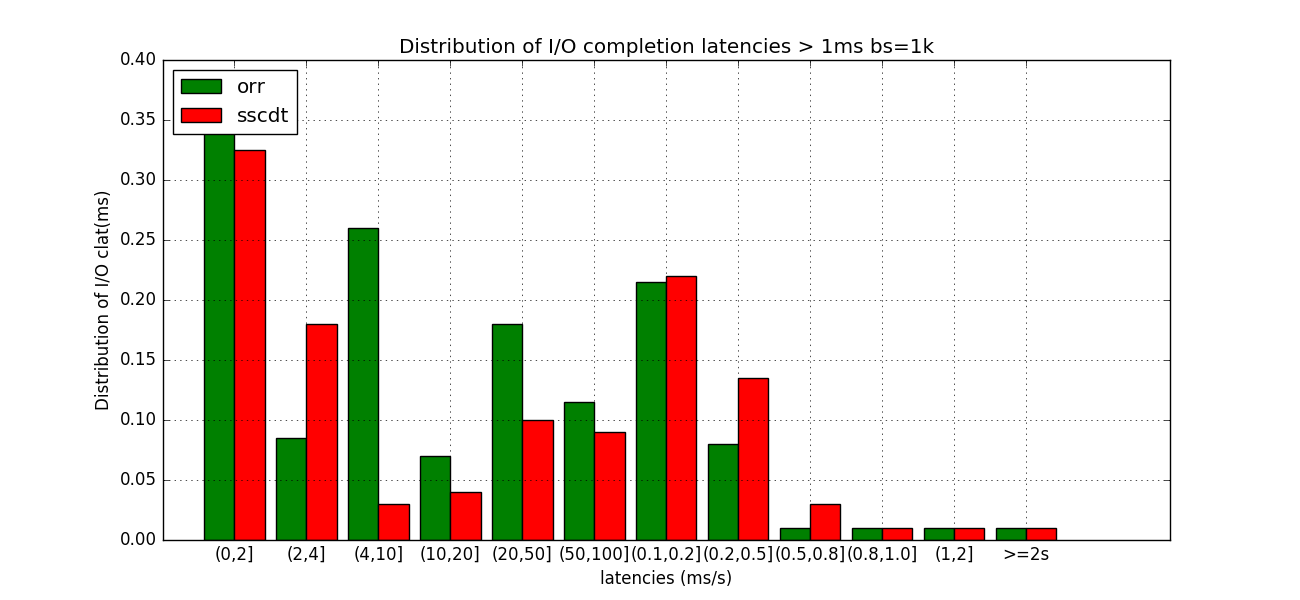 Distribution of I/O completion latencies > 1ms bs=1k
orr
sscdt
0.40
0.35
0.30
0.25
0.20
0.15
0.10
0.05
0.00
Distribution of I/O clat(ms)
(0,2] (2,4] (4,10] (10,20] (20,50] (50,100] (0.1,0.2] (0.2,0.5] (0.5,0.8] (0.8,1.0] (1,2] >=2s
latencies (ms/s)